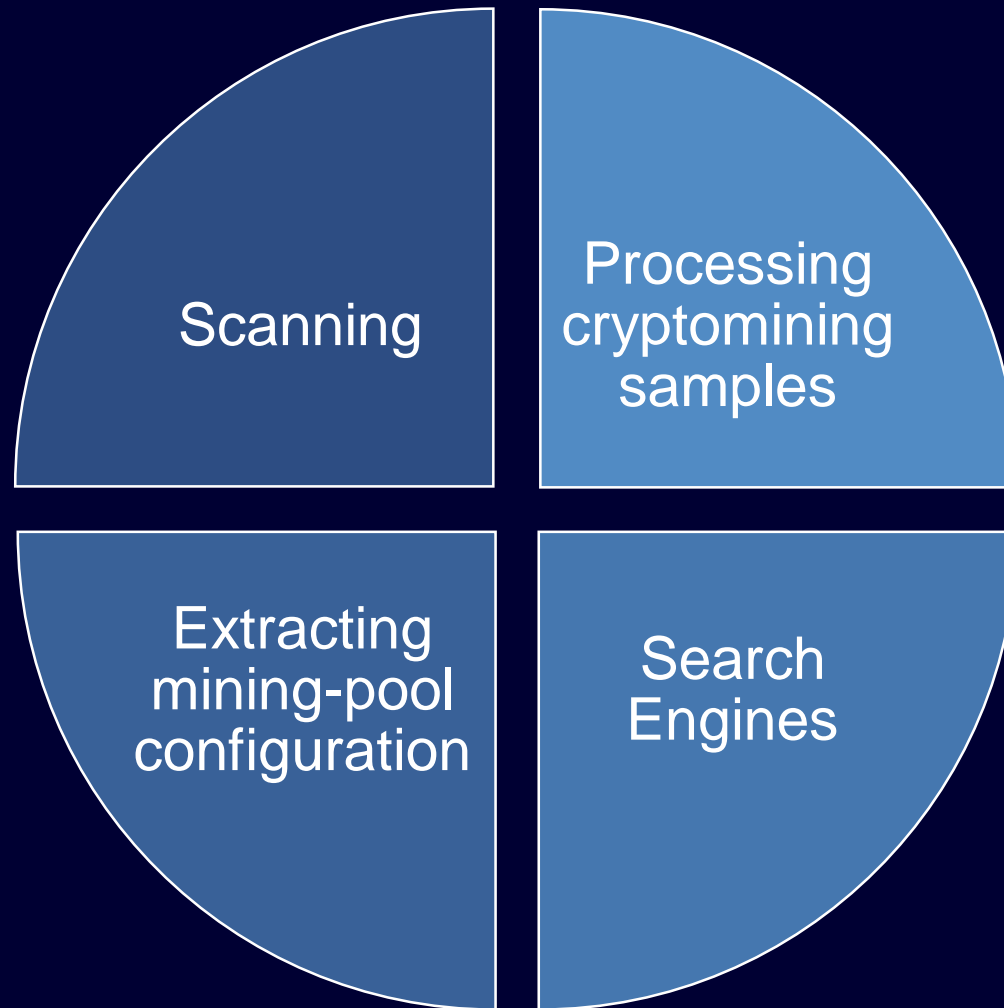 Scanning
Processing
cryptomining
samples
Extracting
mining-pool
configuration
Search
Engines